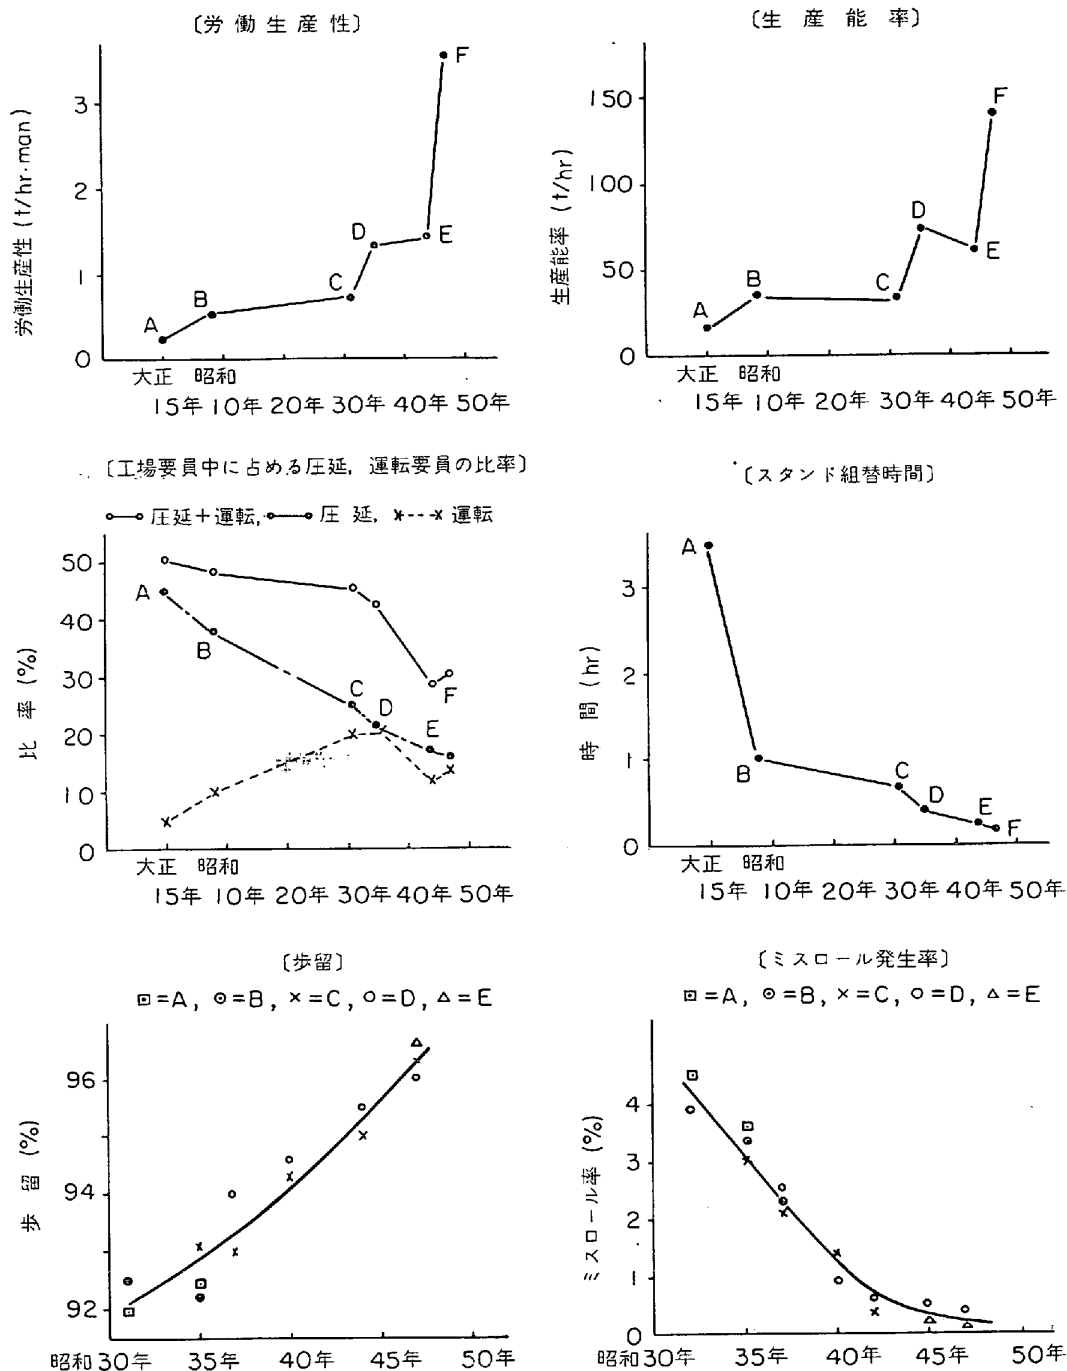 〔労働生産性〕
労働生産性 (t/hr·man)
3
2
1
0
A
B
C
D
E
F
大正 昭和
15年 10年 20年 30年 40年 50年
〔生産能率〕
生産能率 (t/hr)
150
100
50
0
A
B
C
D
E
F
大正 昭和
15年 10年 20年 30年 40年 50年
〔工場要員中に占める圧延, 運転要員の比率〕
圧延+運転, 圧延, 運転
比率 (%)
50
40
30
20
10
0
A
B
C
D
E
F
大正 昭和
15年 10年 20年 30年 40年 50年
〔スタンド組替時間〕
時間 (hr)
3
2
1
0
A
B
C
D
E
F
大正 昭和
15年 10年 20年 30年 40年 50年
〔歩留〕
⊡=A, ⊙=B, ×=C, ○=D, △=E
歩留 (%)
96
94
92
昭和30年 35年 40年 45年 50年
〔ミスロール発生率〕
⊡=A, ⊙=B, ×=C, ○=D, △=E
ミスロール率 (%)
4
3
2
1
0
昭和30年 35年 40年 45年 50年